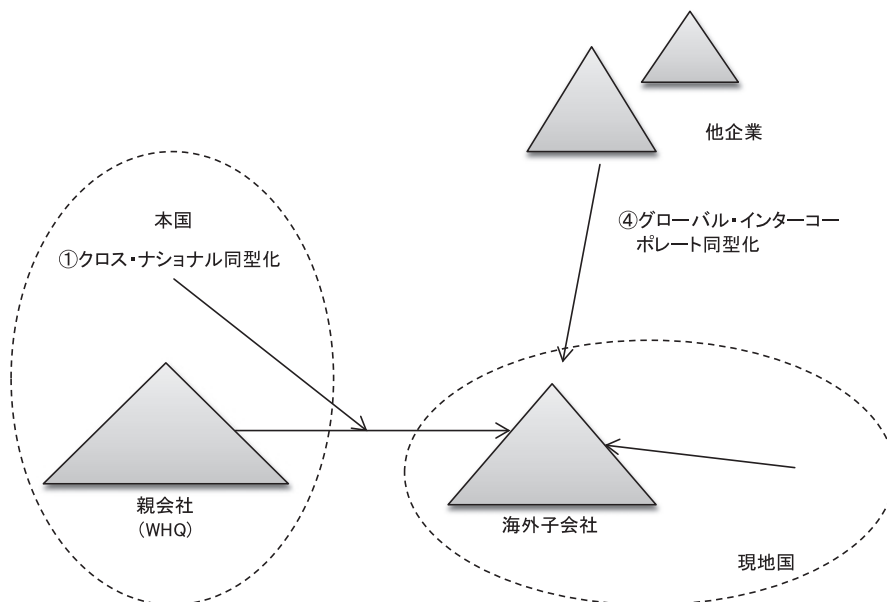 他企業
本国
①クロス・ナショナル同型化
④グローバル・インターコー
ポレート同型化
親会社
(WHQ)
海外子会社
現地国